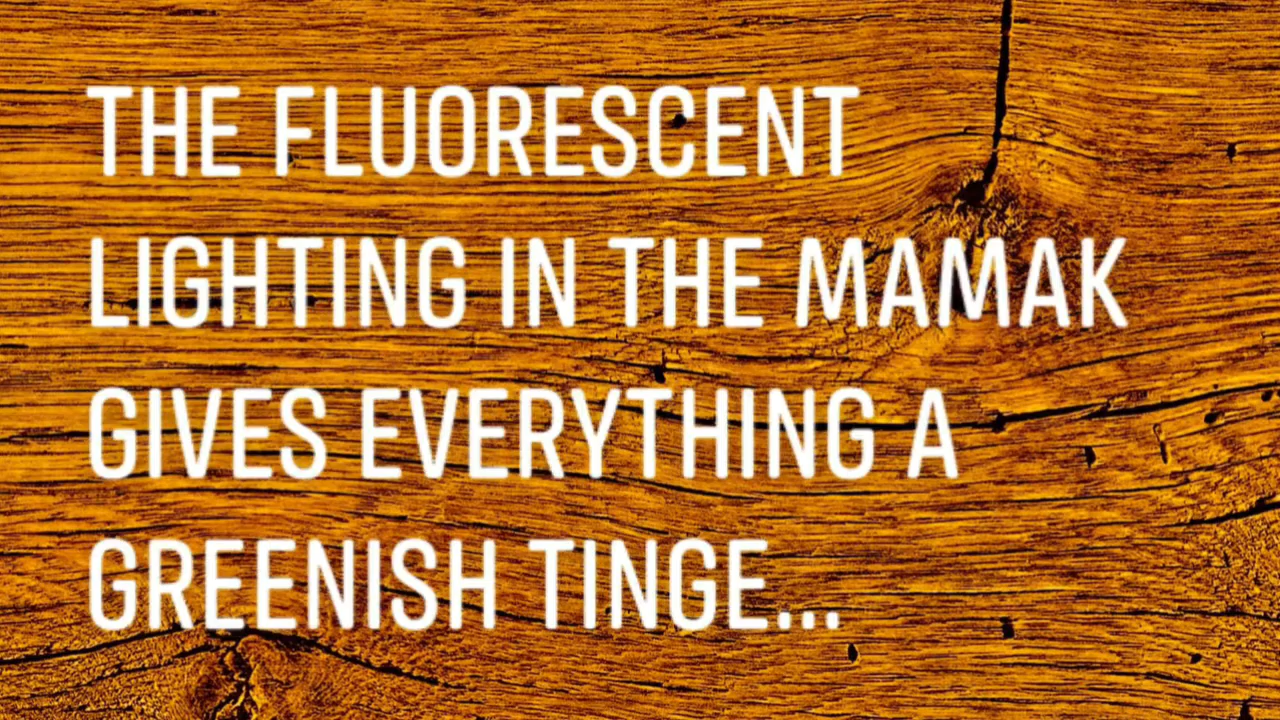 THE FLUORESCENT
LIGHTING IN THE MAMAK
GIVES EVERYTHING A
GREENISH TINGE...